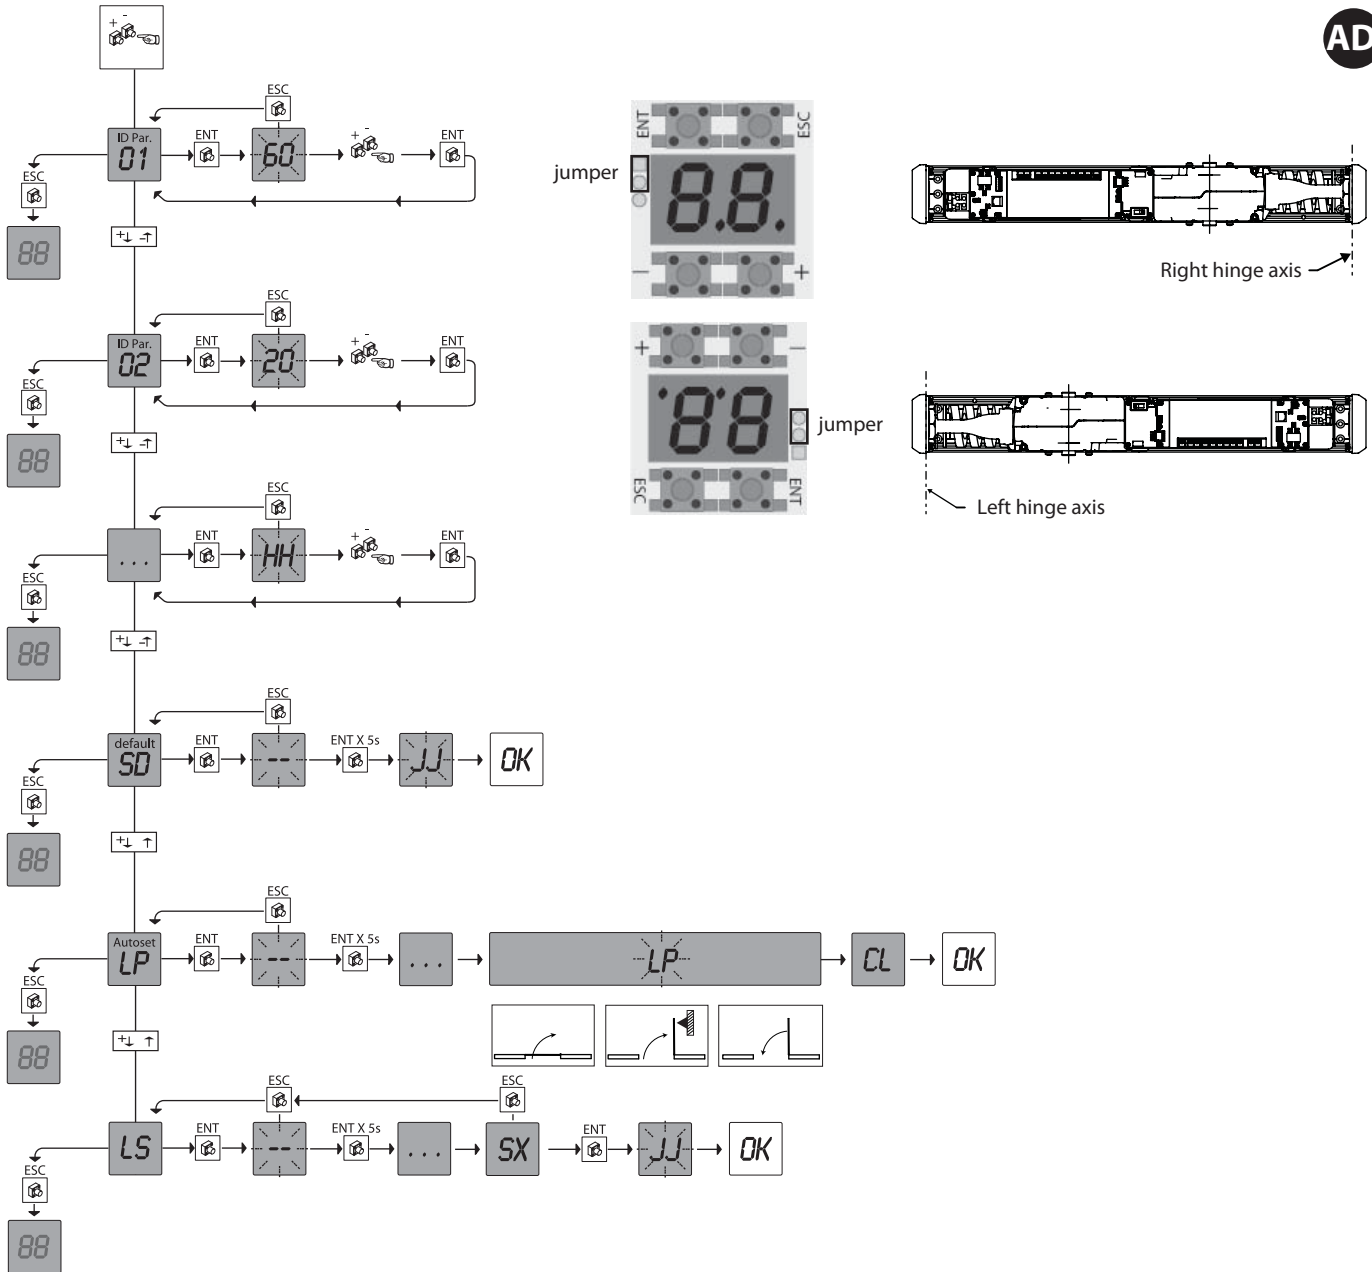 + -
AD
ESC
ID Par.
01
ENT
60
+ -
ENT
ESC
88
+↓ -↑
ENT
ESC
jumper
8.8.
-
+
Right hinge axis
ESC
ID Par.
02
ENT
20
+ -
ENT
ESC
88
+↓ -↑
+
-
88
jumper
ESC
ENT
Left hinge axis
ESC
...
ENT
HH
+ -
ENT
ESC
88
+↓ -↑
ESC
default
SD
ENT
--
ENT X 5s
JJ
OK
ESC
88
+↓ ↑
ESC
Autoset
LP
ENT
--
ENT X 5s
...
LP
CL
OK
ESC
88
+↓ ↑
ESC
ESC
LS
ENT
--
ENT X 5s
...
SX
ENT
JJ
OK
ESC
88